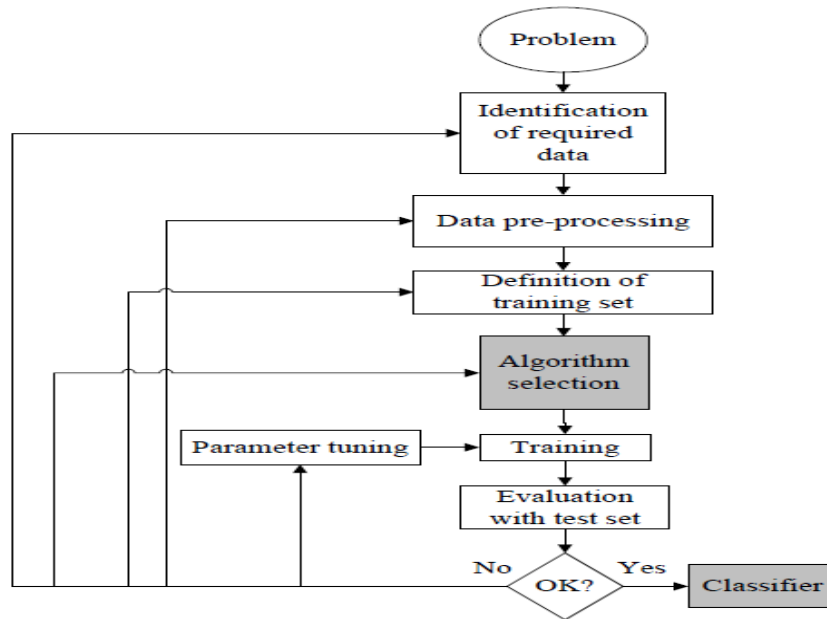 Problem
Identification
of required
data
Data pre-processing
Definition of
training set
Algorithm
selection
Parameter tuning
Training
Evaluation
with test set
No
OK?
Yes
Classifier